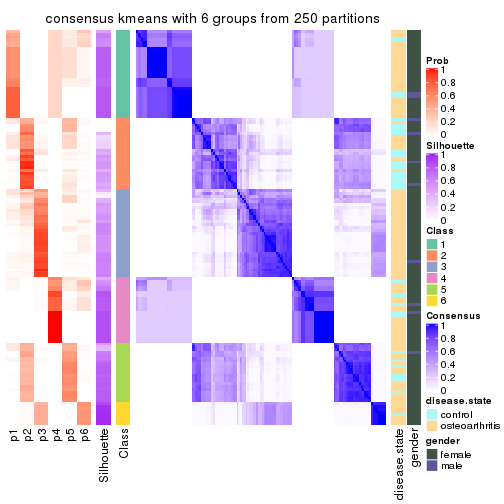 consensus kmeans with 6 groups from 250 partitions
Prob
1
0.8
0.6
0.4
0.2
0
Silhouette
1
0.8
0.6
0.4
0.2
0
Class
1
2
3
4
5
6
Consensus
1
0.8
0.6
0.4
0.2
0
disease.state
control
osteoarthritis
gender
female
male
p1
p2
p3
p4
p5
p6
Silhouette
Class
disease.state
gender